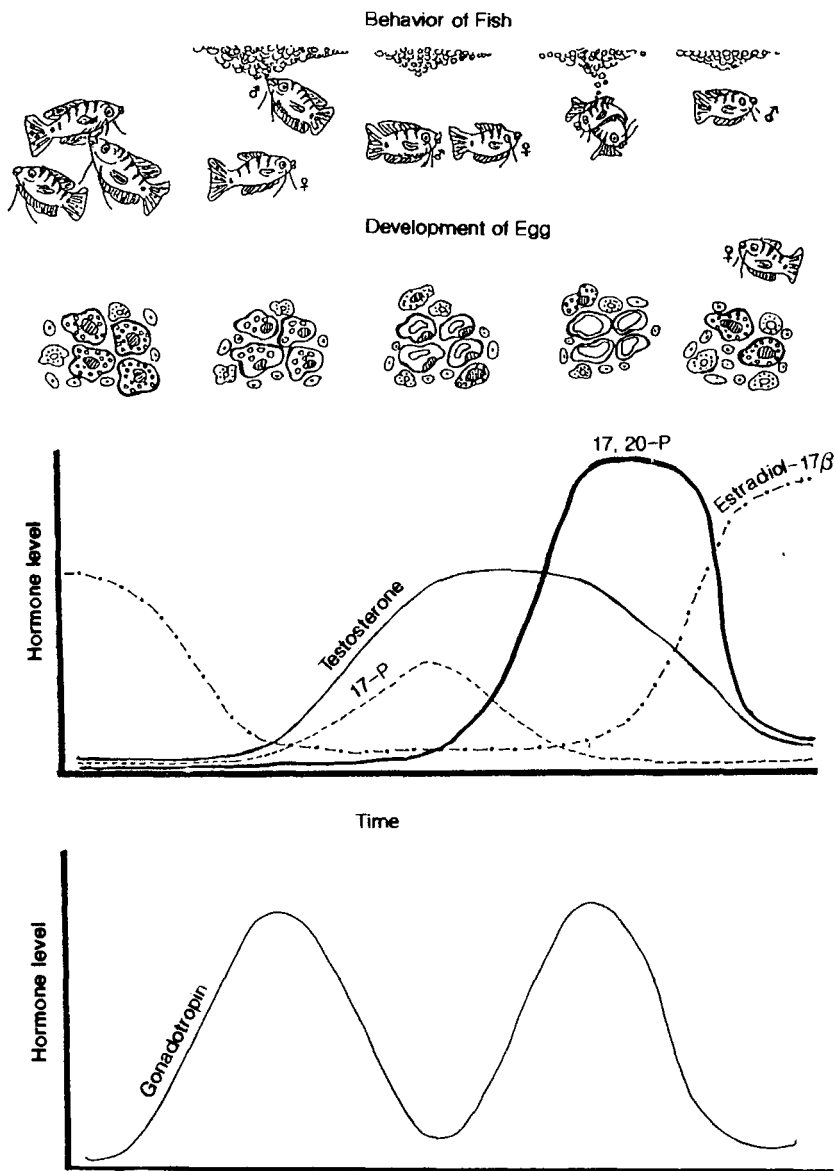 Behavior of Fish
♂
♀
♂
♀
♂
Development of Egg
♀
17, 20-P
Estradiol-17β
Testosterone
17-P
Hormone level
Time
Gonadotropin
Hormone level